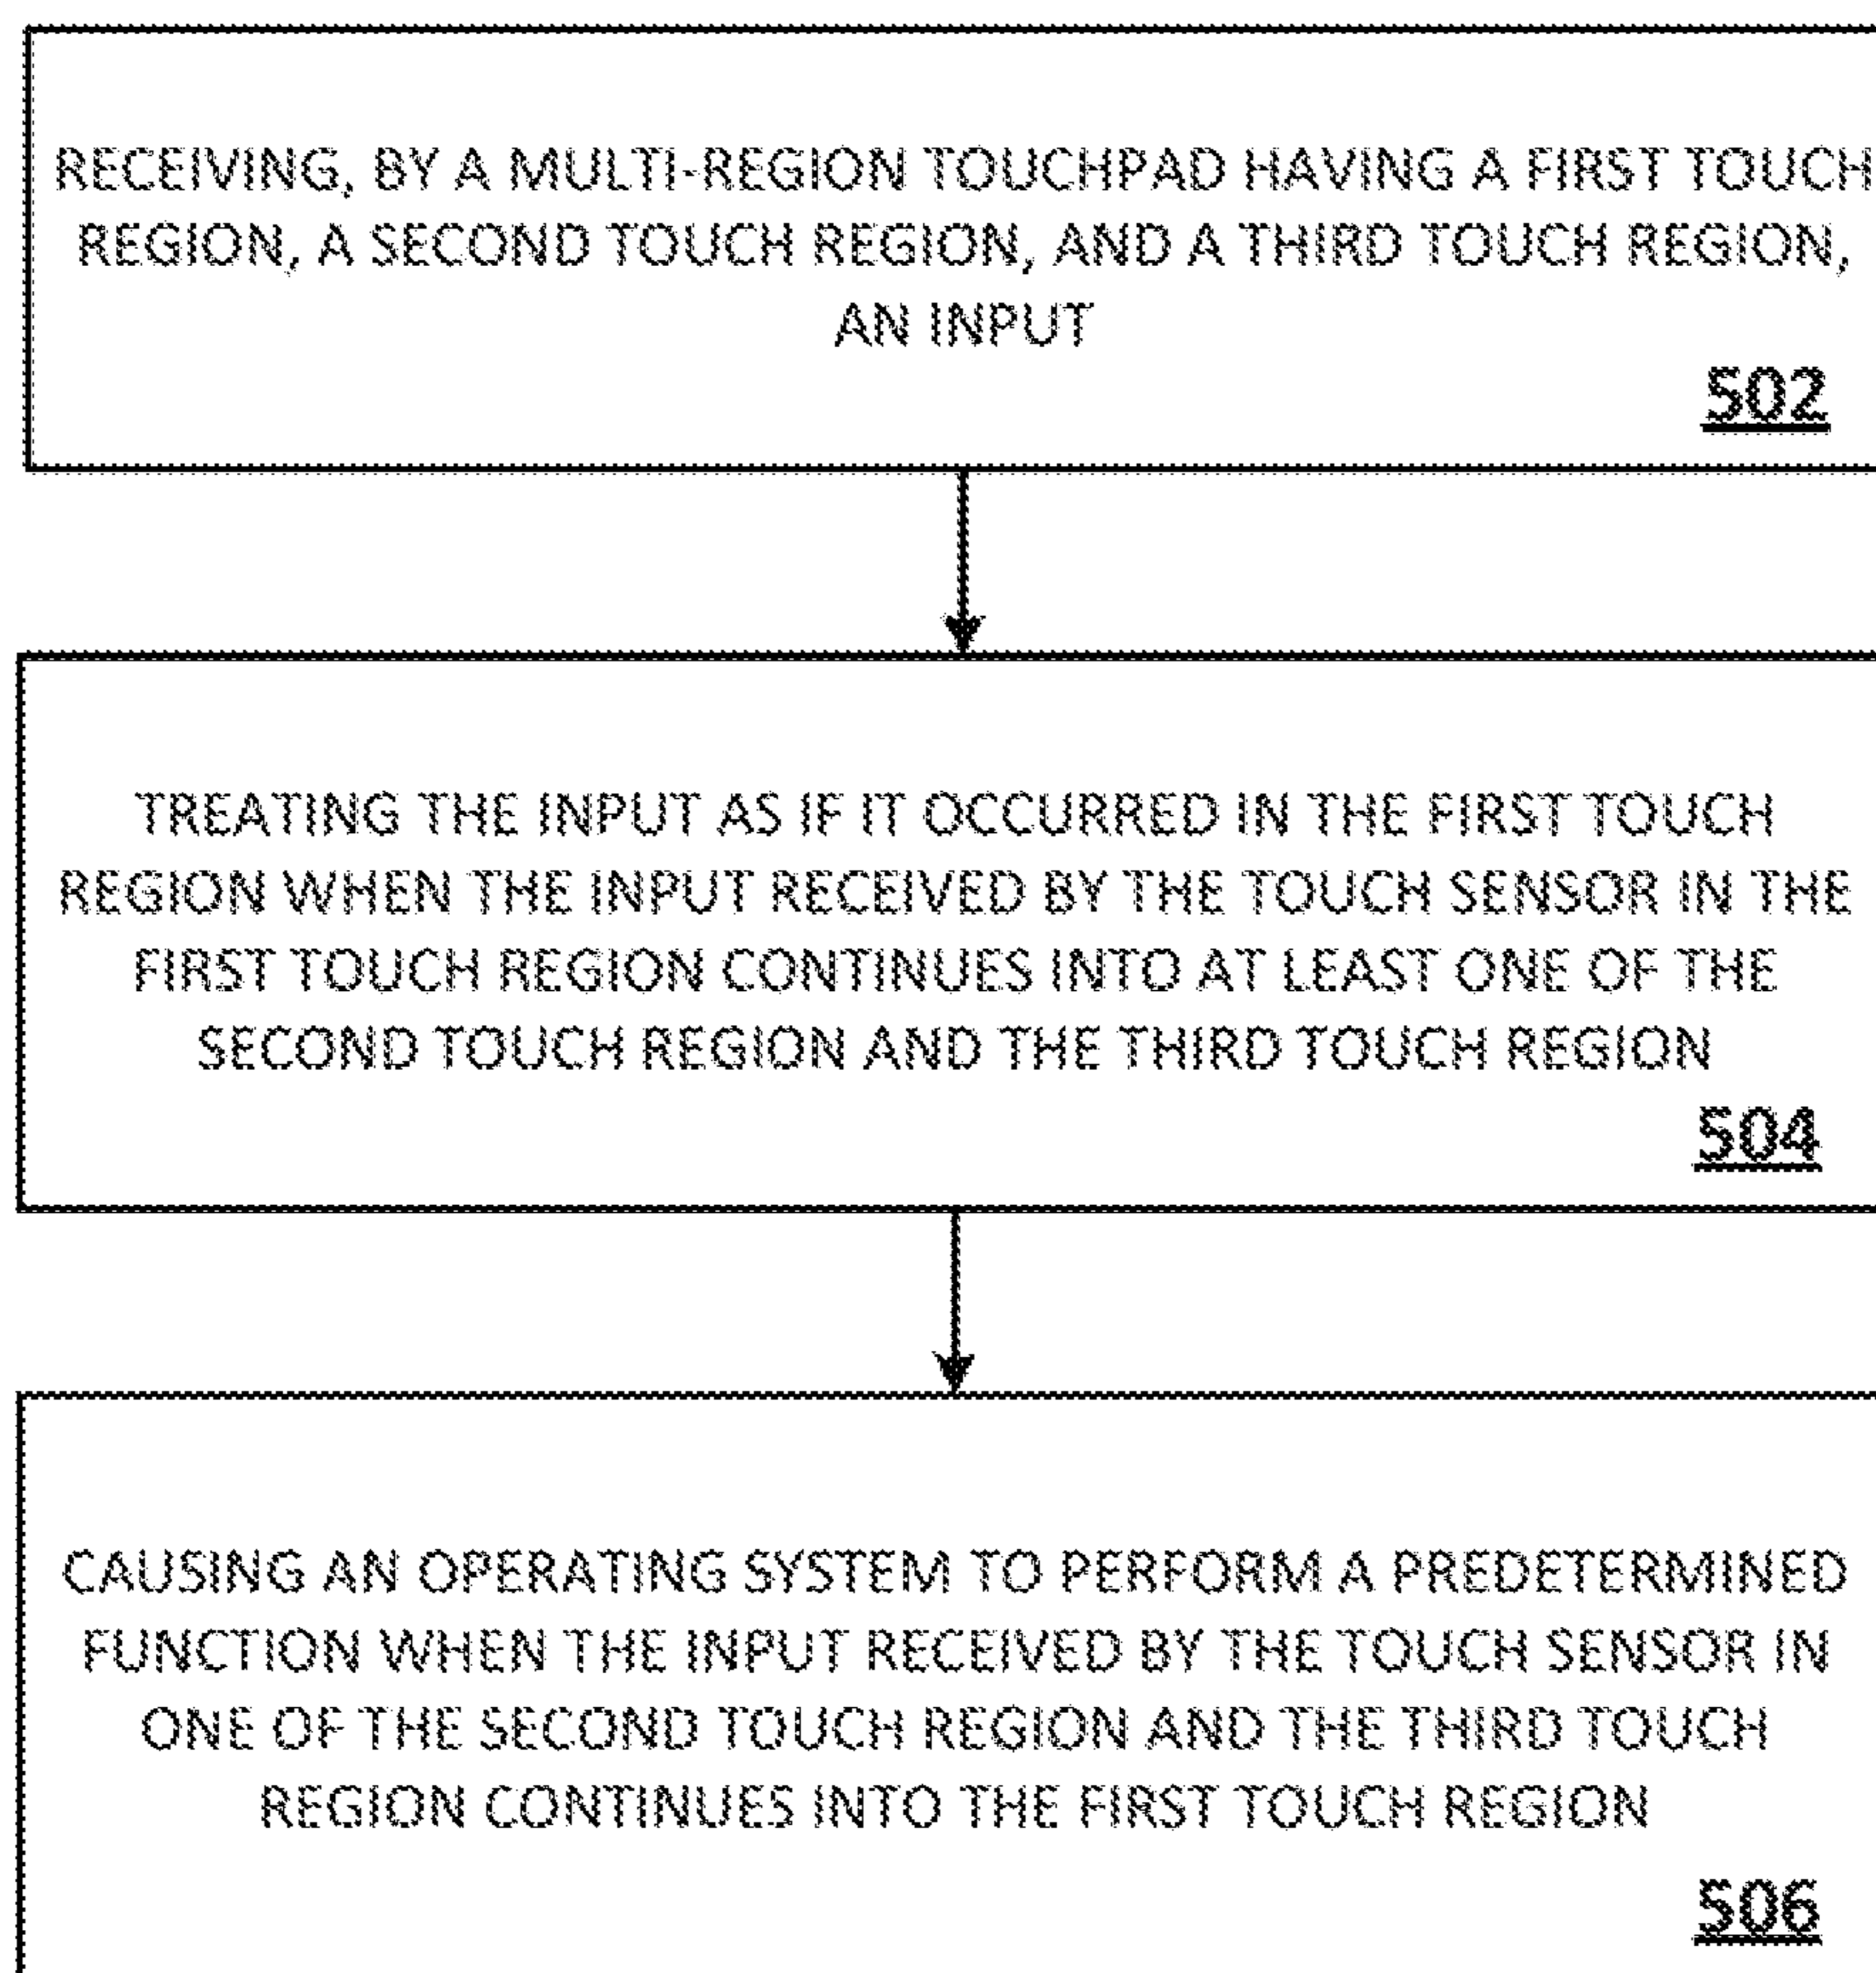 RECEIVING, BY A MULTI-REGION TOUCHPAD HAVING A FIRST TOUCH
REGION, A SECOND TOUCH REGION, AND A THIRD TOUCH REGION,
AN INPUT
502
TREATING THE INPUT AS IF IT OCCURRED IN THE FIRST TOUCH
REGION WHEN THE INPUT RECEIVED BY THE TOUCH SENSOR IN THE
FIRST TOUCH REGION CONTINUES INTO AT LEAST ONE OF THE
SECOND TOUCH REGION AND THE THIRD TOUCH REGION
504
CAUSING AN OPERATING SYSTEM TO PERFORM A PREDETERMINED
FUNCTION WHEN THE INPUT RECEIVED BY THE TOUCH SENSOR IN
ONE OF THE SECOND TOUCH REGION AND THE THIRD TOUCH
REGION CONTINUES INTO THE FIRST TOUCH REGION
506